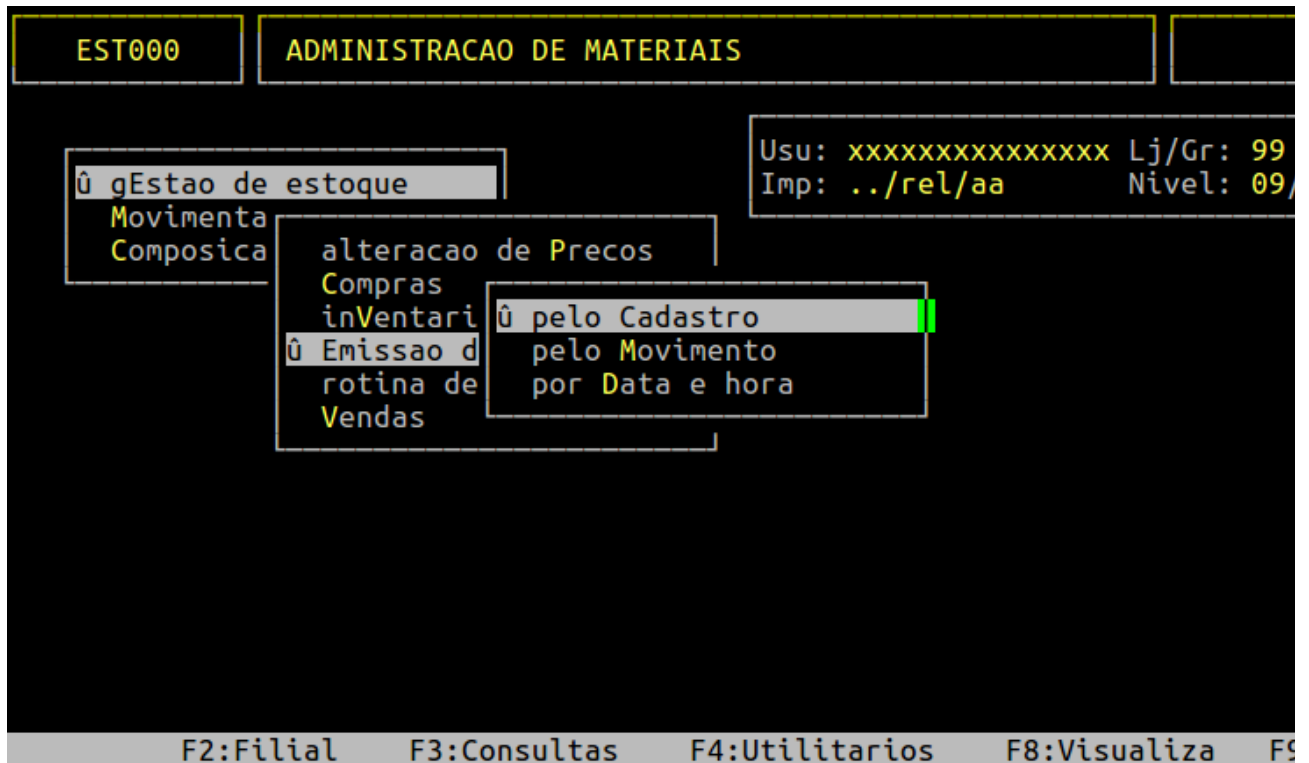 EST000 ADMINISTRACAO DE MATERIAIS
Usu: xxxxxxxxxxxxxxx Lj/Gr: 99
Imp: ../rel/aa Nivel: 09/
û gEstao de estoque
Movimenta
Composica
alteracao de Precos
Compras
inVentari
û Emissao d
rotina de
Vendas
û pelo Cadastro
pelo Movimento
por Data e hora
F2:Filial F3:Consultas F4:Utilitarios F8:Visualiza F9